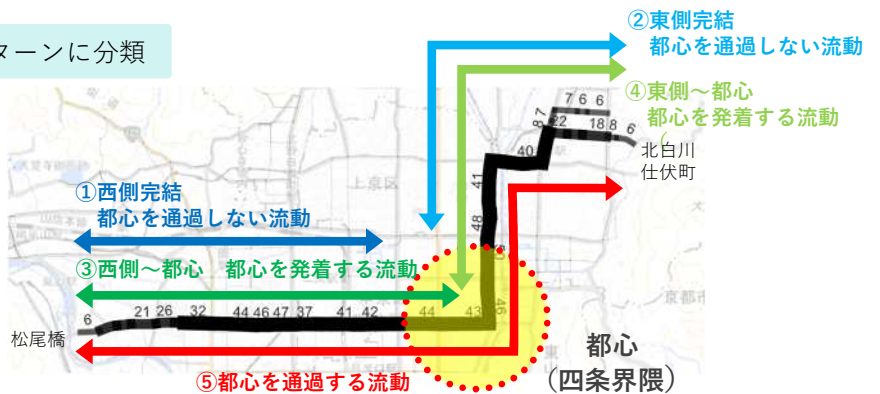 ターンに分類
②東側完結
都心を通過しない流動
④東側～都心
都心を発着する流動
7 6 6
8 7
22 18 8 6
40
北白川
仕伏町
41
上京区
①西側完結
都心を通過しない流動
48
③西側～都心 都心を発着する流動
50
京都市
6 21 26 32 44 46 47 37 41 42 44 43 46
松尾橋
都心
（四条界隈）
⑤都心を通過する流動